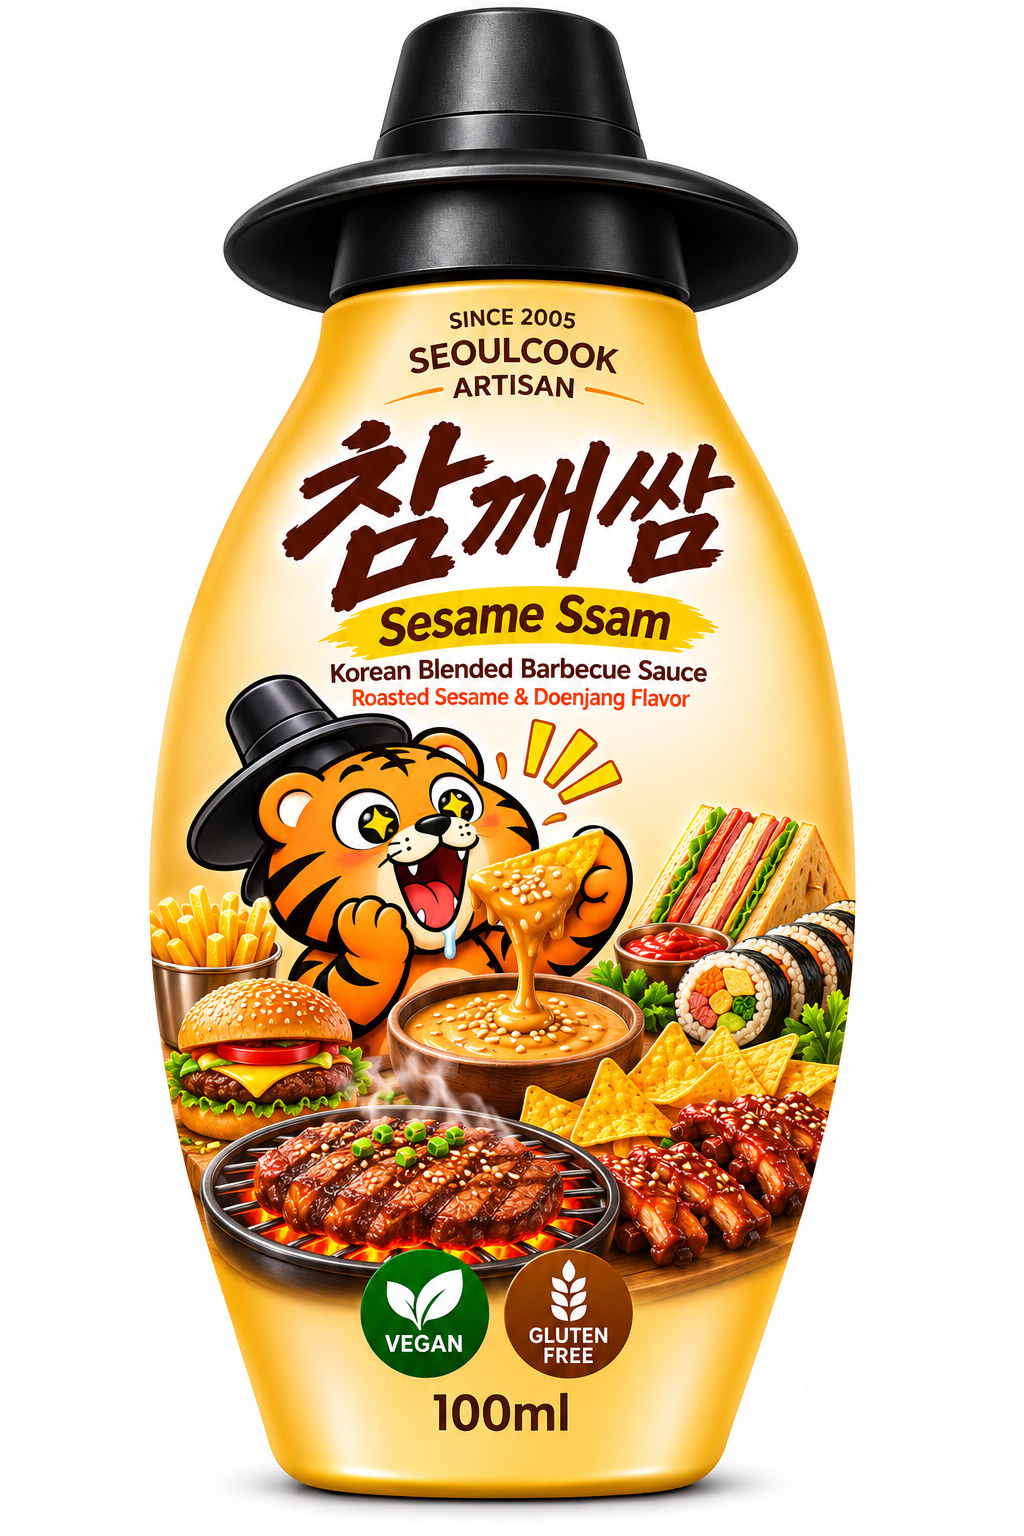 SINCE 2005
SEOULCOOK
ARTISAN
참깨쌈
Sesame Ssam
Korean Blended Barbecue Sauce
Roasted Sesame & Doenjang Flavor
VEGAN
GLUTEN
FREE
100ml